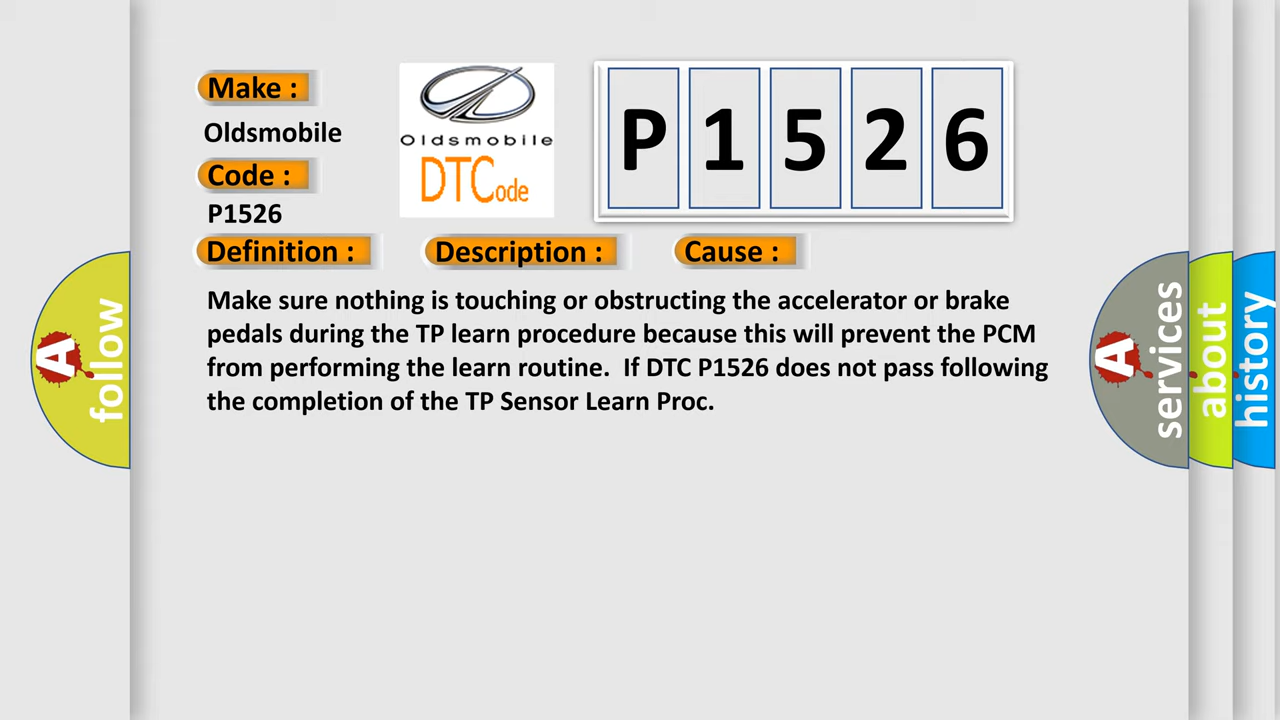 Make :
Oldsmobile
Code :
P1526
Oldsmobile
DTCode
P 1 5 2 6
Definition :
Description :
Cause :
Make sure nothing is touching or obstructing the accelerator or brake
pedals during the TP learn procedure because this will prevent the PCM
from performing the learn routine. If DTC P1526 does not pass following
the completion of the TP Sensor Learn Proc.
A follow
A services
about
history